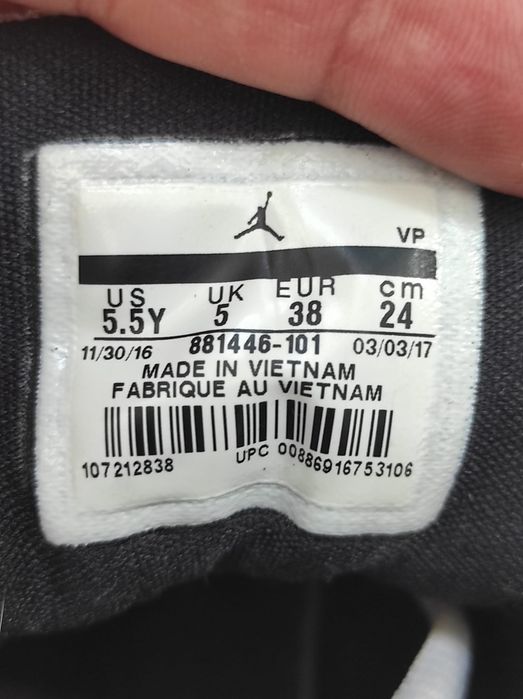 VP
US UK EUR cm
5.5Y 5 38 24
11/30/16 881446-101 03/03/17
MADE IN VIETNAM
FABRIQUE AU VIETNAM
107212838 UPC 00886916753106